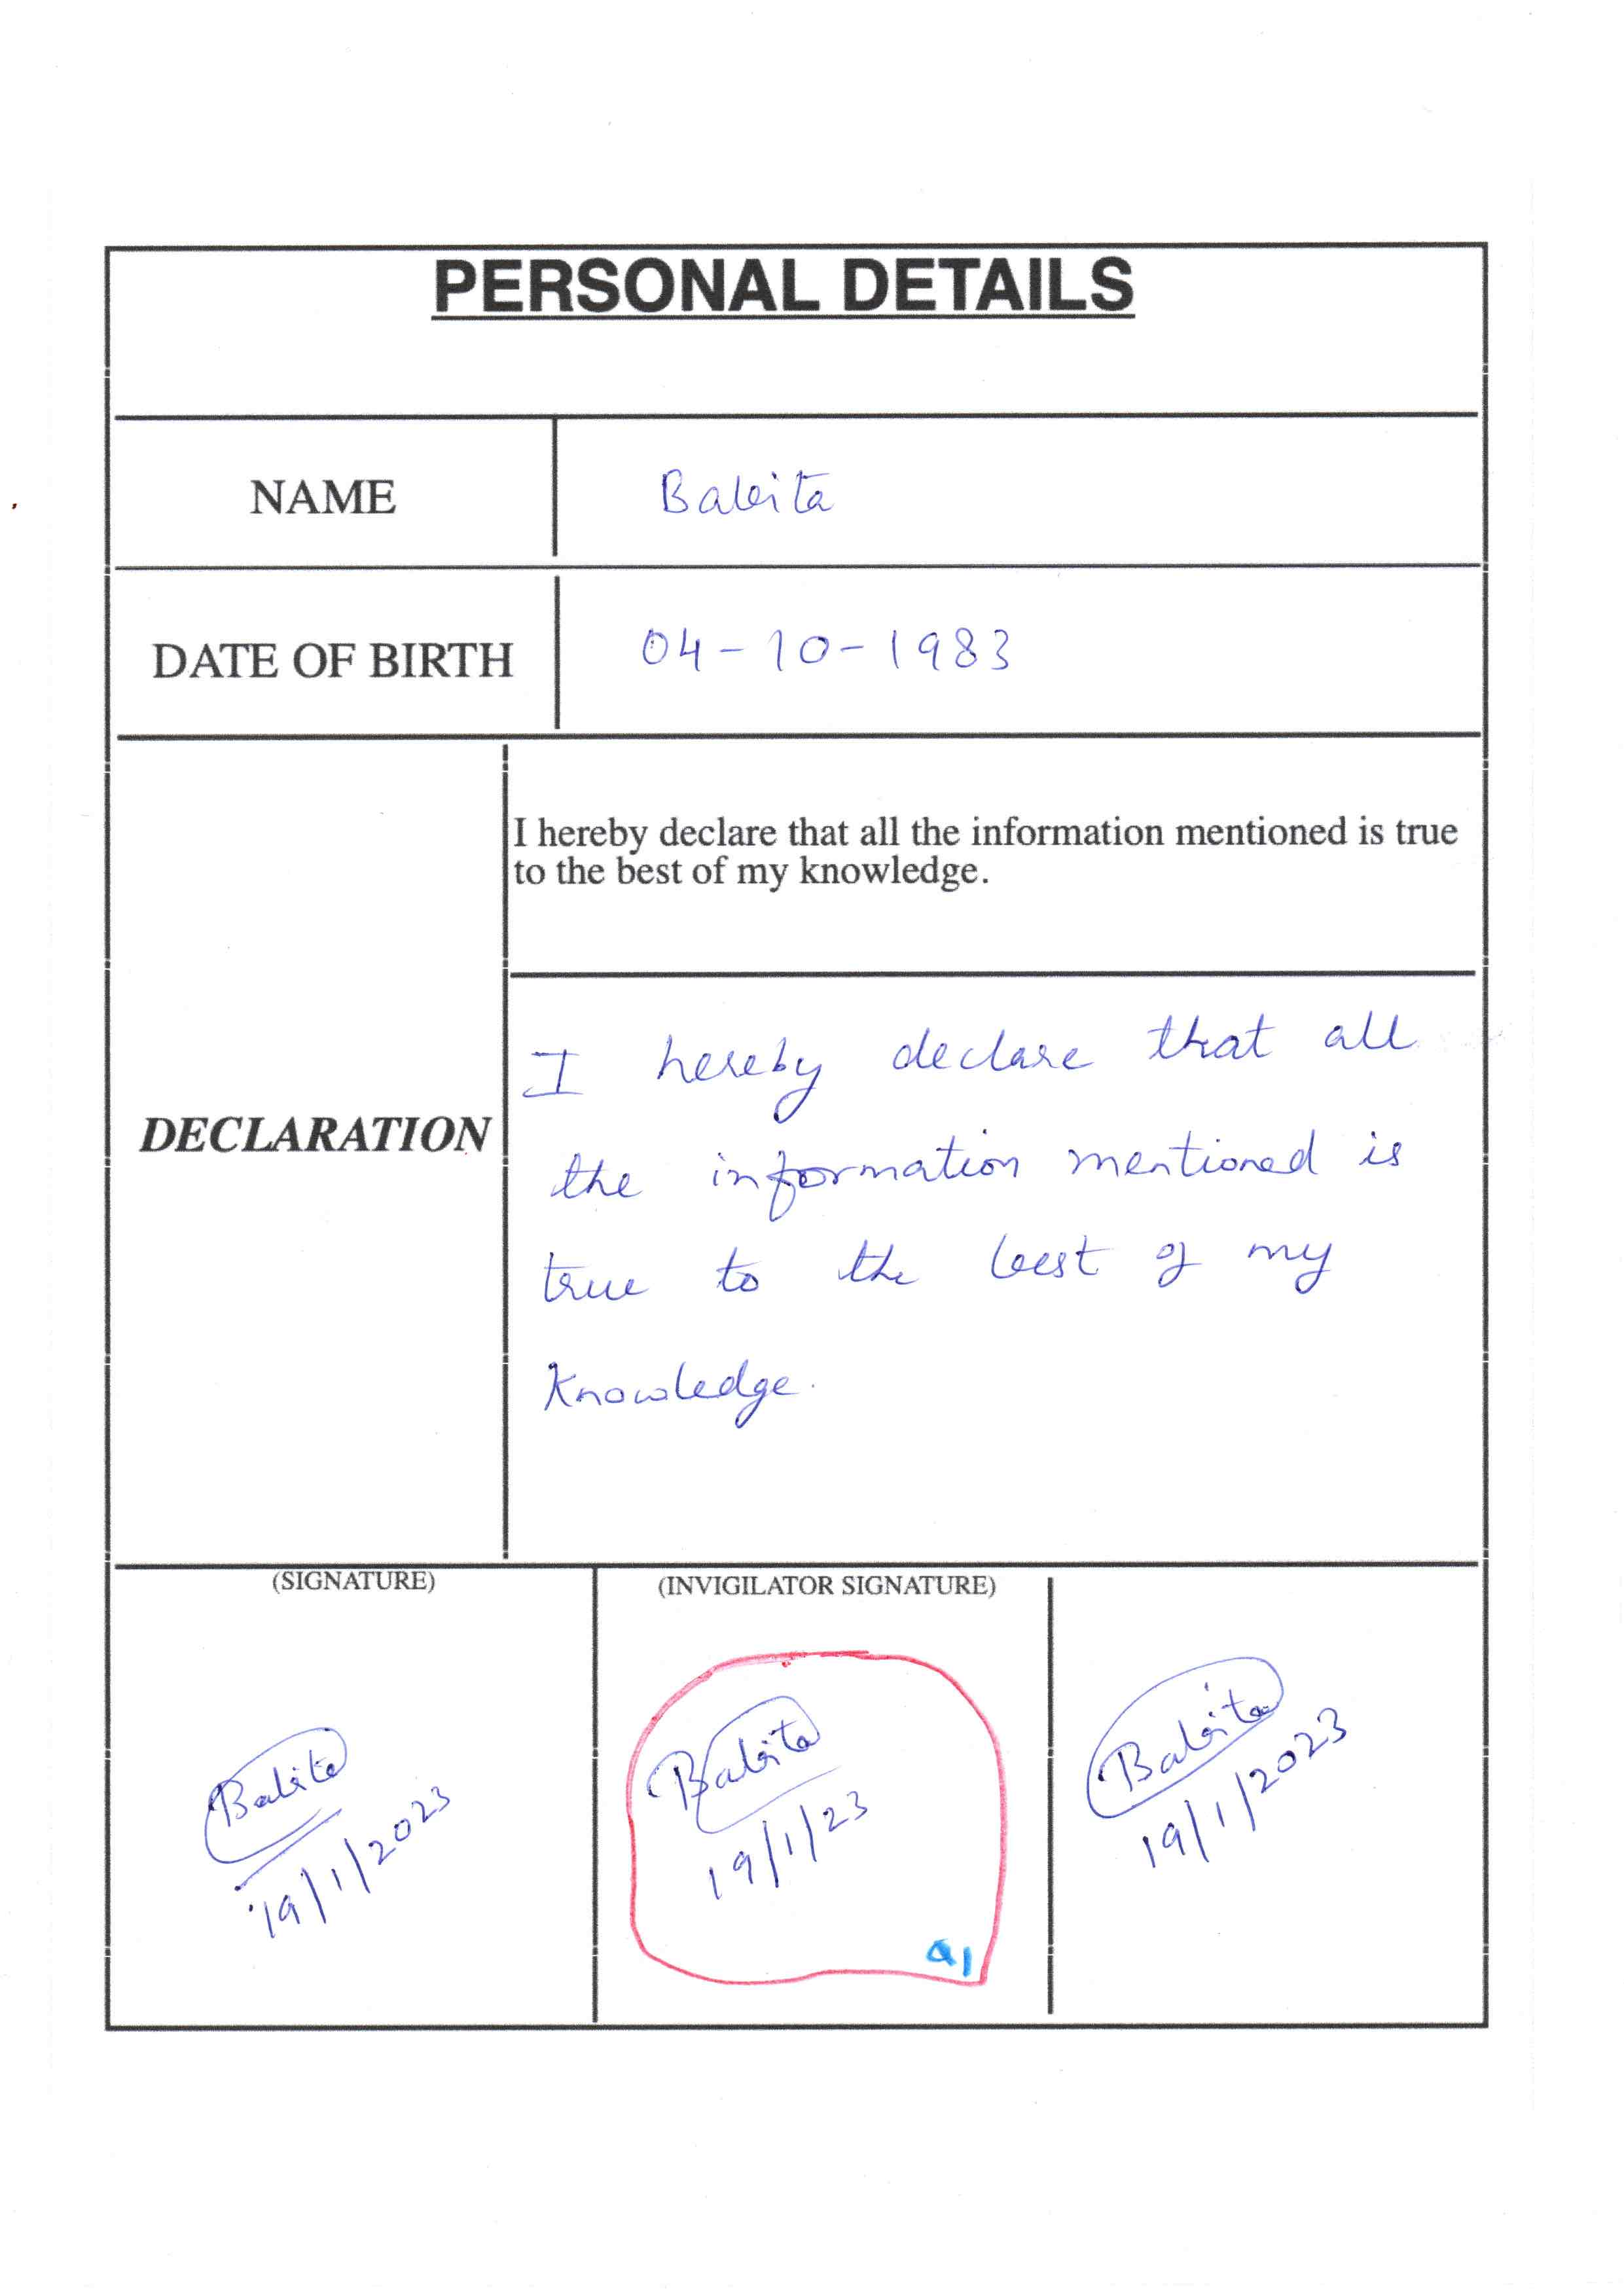 PERSONAL DETAILS
NAME
Babita
DATE OF BIRTH
04-10-1983
DECLARATION
I hereby declare that all the information mentioned is true
to the best of my knowledge.
I hereby declare that all
the information mentioned is
true to the best of my
Knowledge.
(SIGNATURE)
Babita
19/1/2023
(INVIGILATOR SIGNATURE)
Babita
19/1/23
Q1
Babita
19/1/2023